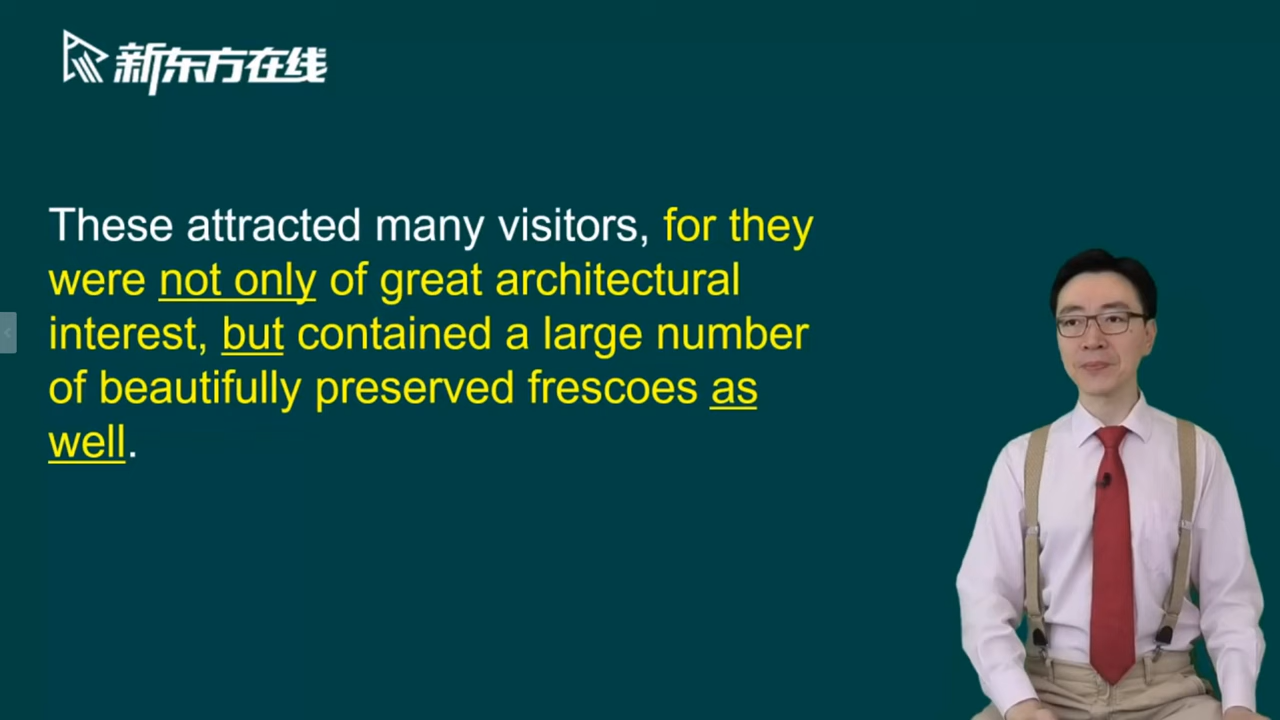 新东方在线
These attracted many visitors, for they
were not only of great architectural
interest, but contained a large number
of beautifully preserved frescoes as
well.